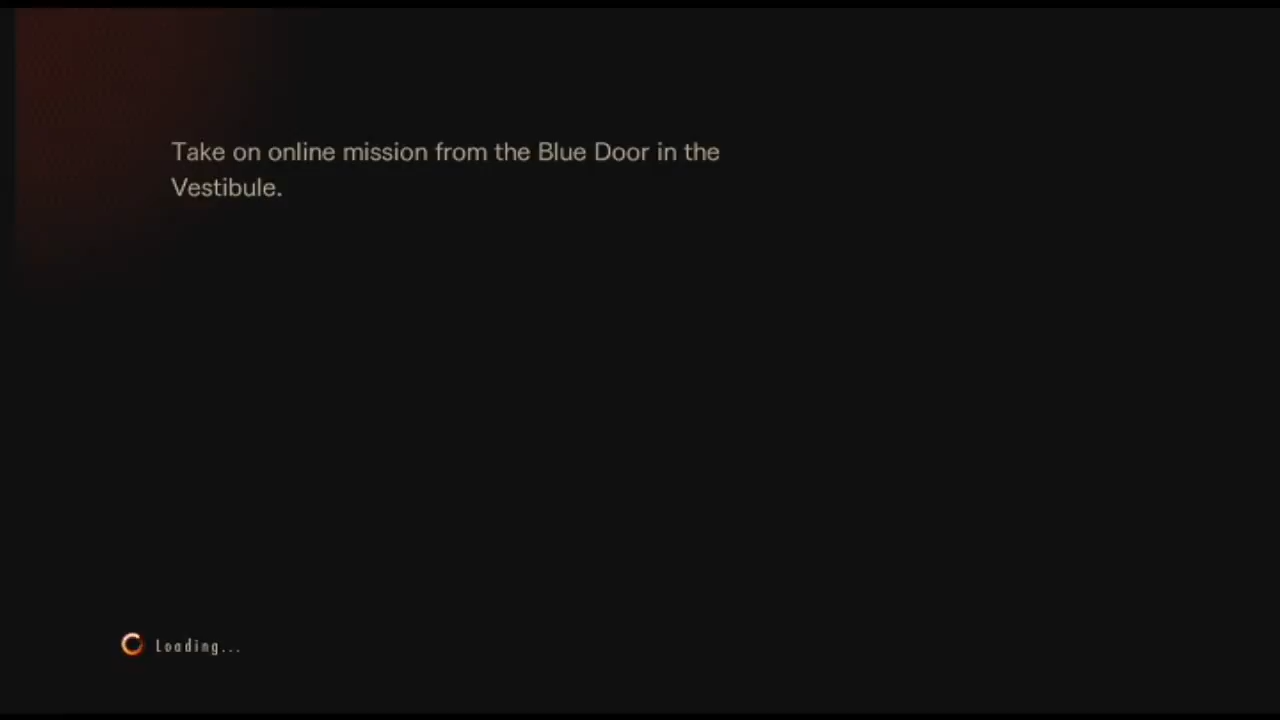 Take on online mission from the Blue Door in the
Vestibule.
Loading...